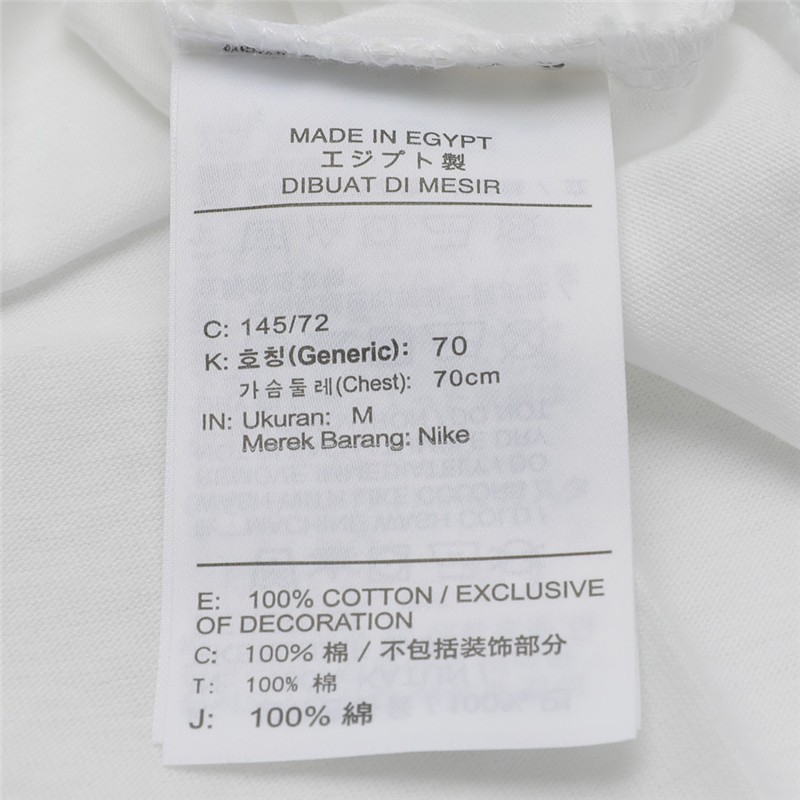 MADE IN EGYPT
エジプト製
DIBUAT DI MESIR
C: 145/72
K: 호칭(Generic): 70
가슴둘레(Chest): 70cm
IN: Ukuran: M
Merek Barang: Nike
E: 100% COTTON / EXCLUSIVE
OF DECORATION
C: 100% 棉 / 不包括装饰部分
T: 100% 棉
J: 100% 綿